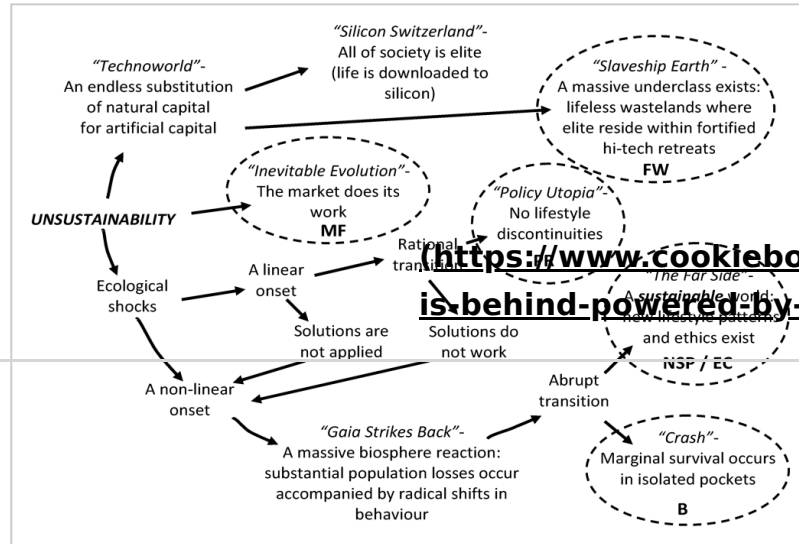 “Silicon Switzerland”-
All of society is elite
(life is downloaded to
silicon)
“Technoworld”-
An endless substitution
of natural capital
for artificial capital
“Slaveship Earth” -
A massive underclass exists:
lifeless wastelands where
elite reside within fortified
hi-tech retreats
FW
“Inevitable Evolution”-
The market does its
work
MF
“Policy Utopia”-
No lifestyle
discontinuities
PR
UNSUSTAINABILITY
Ecological
shocks
A linear
onset
Rational
transition
(https://www.cookiebo
is-behind-powered-by-
“The Far Side”-
A sustainable world:
new lifestyle patterns
and ethics exist
NSP / EC
Solutions are
not applied
Solutions do
not work
A non-linear
onset
Abrupt
transition
“Gaia Strikes Back”-
A massive biosphere reaction:
substantial population losses occur
accompanied by radical shifts in
behaviour
“Crash”-
Marginal survival occurs
in isolated pockets
B